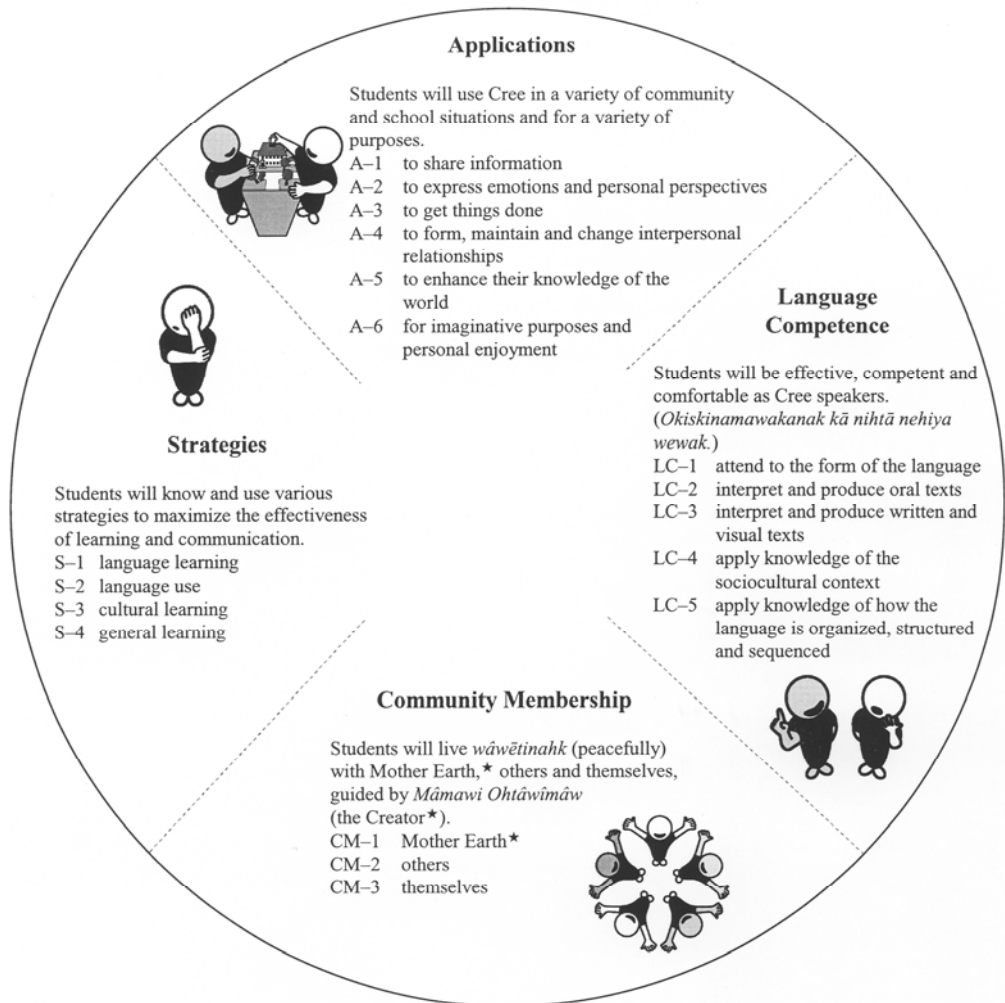 Applications
Students will use Cree in a variety of community
and school situations and for a variety of
purposes.
A–1 to share information
A–2 to express emotions and personal perspectives
A–3 to get things done
A–4 to form, maintain and change interpersonal
relationships
A–5 to enhance their knowledge of the
world
A–6 for imaginative purposes and
personal enjoyment
Language
Competence
Students will be effective, competent and
comfortable as Cree speakers.
(Okiskinamawakanak kā nihtā nehiya
wewak.)
LC–1 attend to the form of the language
LC–2 interpret and produce oral texts
LC–3 interpret and produce written and
visual texts
LC–4 apply knowledge of the
sociocultural context
LC–5 apply knowledge of how the
language is organized, structured
and sequenced
Strategies
Students will know and use various
strategies to maximize the effectiveness
of learning and communication.
S–1 language learning
S–2 language use
S–3 cultural learning
S–4 general learning
Community Membership
Students will live wâwētinahk (peacefully)
with Mother Earth,★ others and themselves,
guided by Mâmawi Ohtâwîmâw
(the Creator★).
CM–1 Mother Earth★
CM–2 others
CM–3 themselves